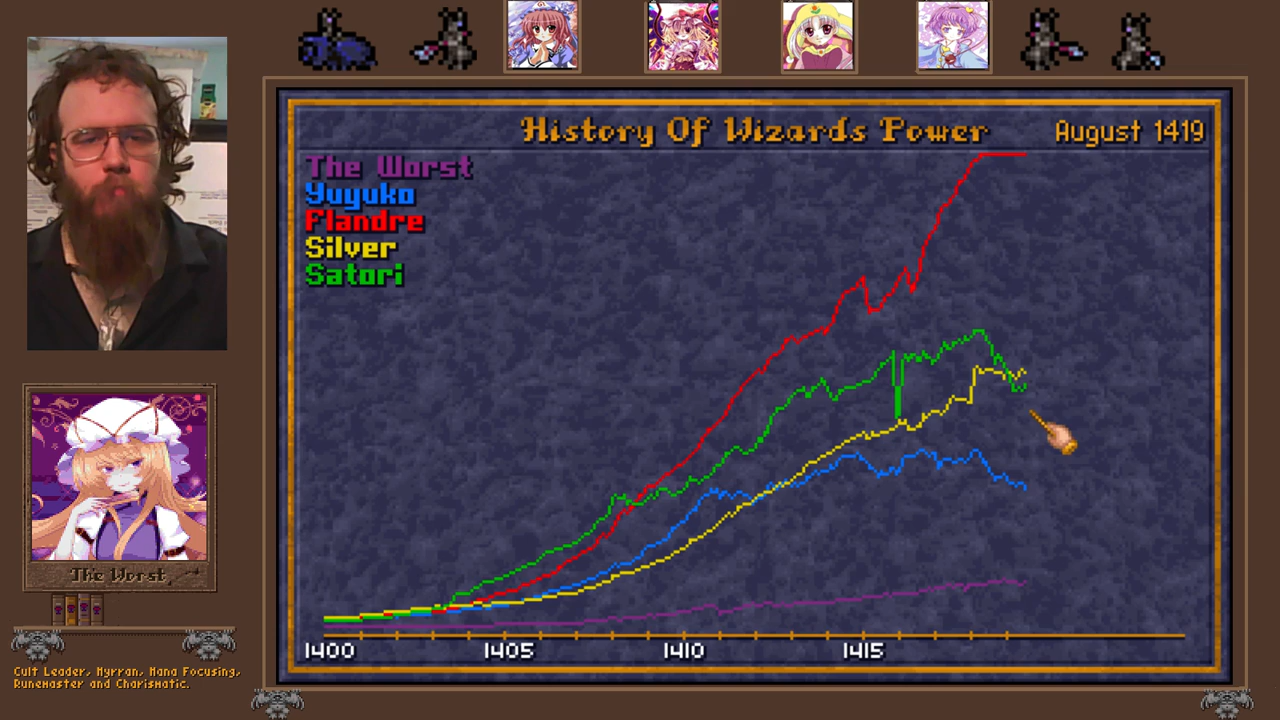 History Of Wizards Power
August 1419
The Worst
Yuyuko
Flandre
Silver
Satori
1400
1405
1410
1415
The Worst
Cult Leader, Myrran, Mana Focusing,
Runemaster and Charismatic.